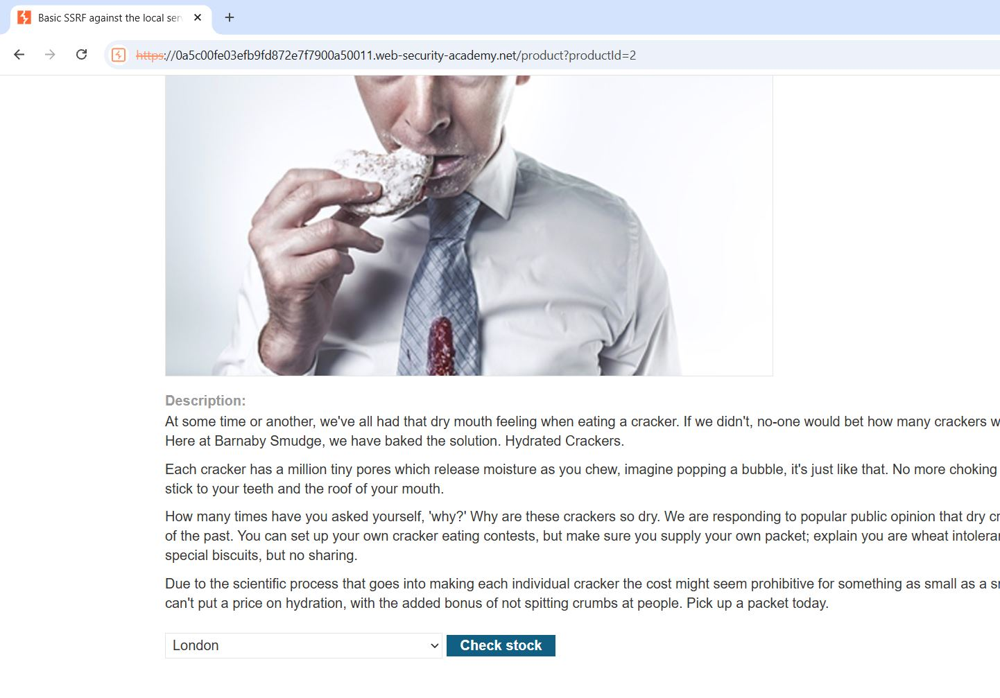 Basic SSRF against the local ser
https://0a5c00fe03efb9fd872e7f7900a50011.web-security-academy.net/product?productId=2
Description:
At some time or another, we've all had that dry mouth feeling when eating a cracker. If we didn't, no-one would bet how many crackers w
Here at Barnaby Smudge, we have baked the solution. Hydrated Crackers.
Each cracker has a million tiny pores which release moisture as you chew, imagine popping a bubble, it's just like that. No more choking
stick to your teeth and the roof of your mouth.
How many times have you asked yourself, 'why?' Why are these crackers so dry. We are responding to popular public opinion that dry cr
of the past. You can set up your own cracker eating contests, but make sure you supply your own packet; explain you are wheat intoleran
special biscuits, but no sharing.
Due to the scientific process that goes into making each individual cracker the cost might seem prohibitive for something as small as a sn
can't put a price on hydration, with the added bonus of not spitting crumbs at people. Pick up a packet today.
London
Check stock